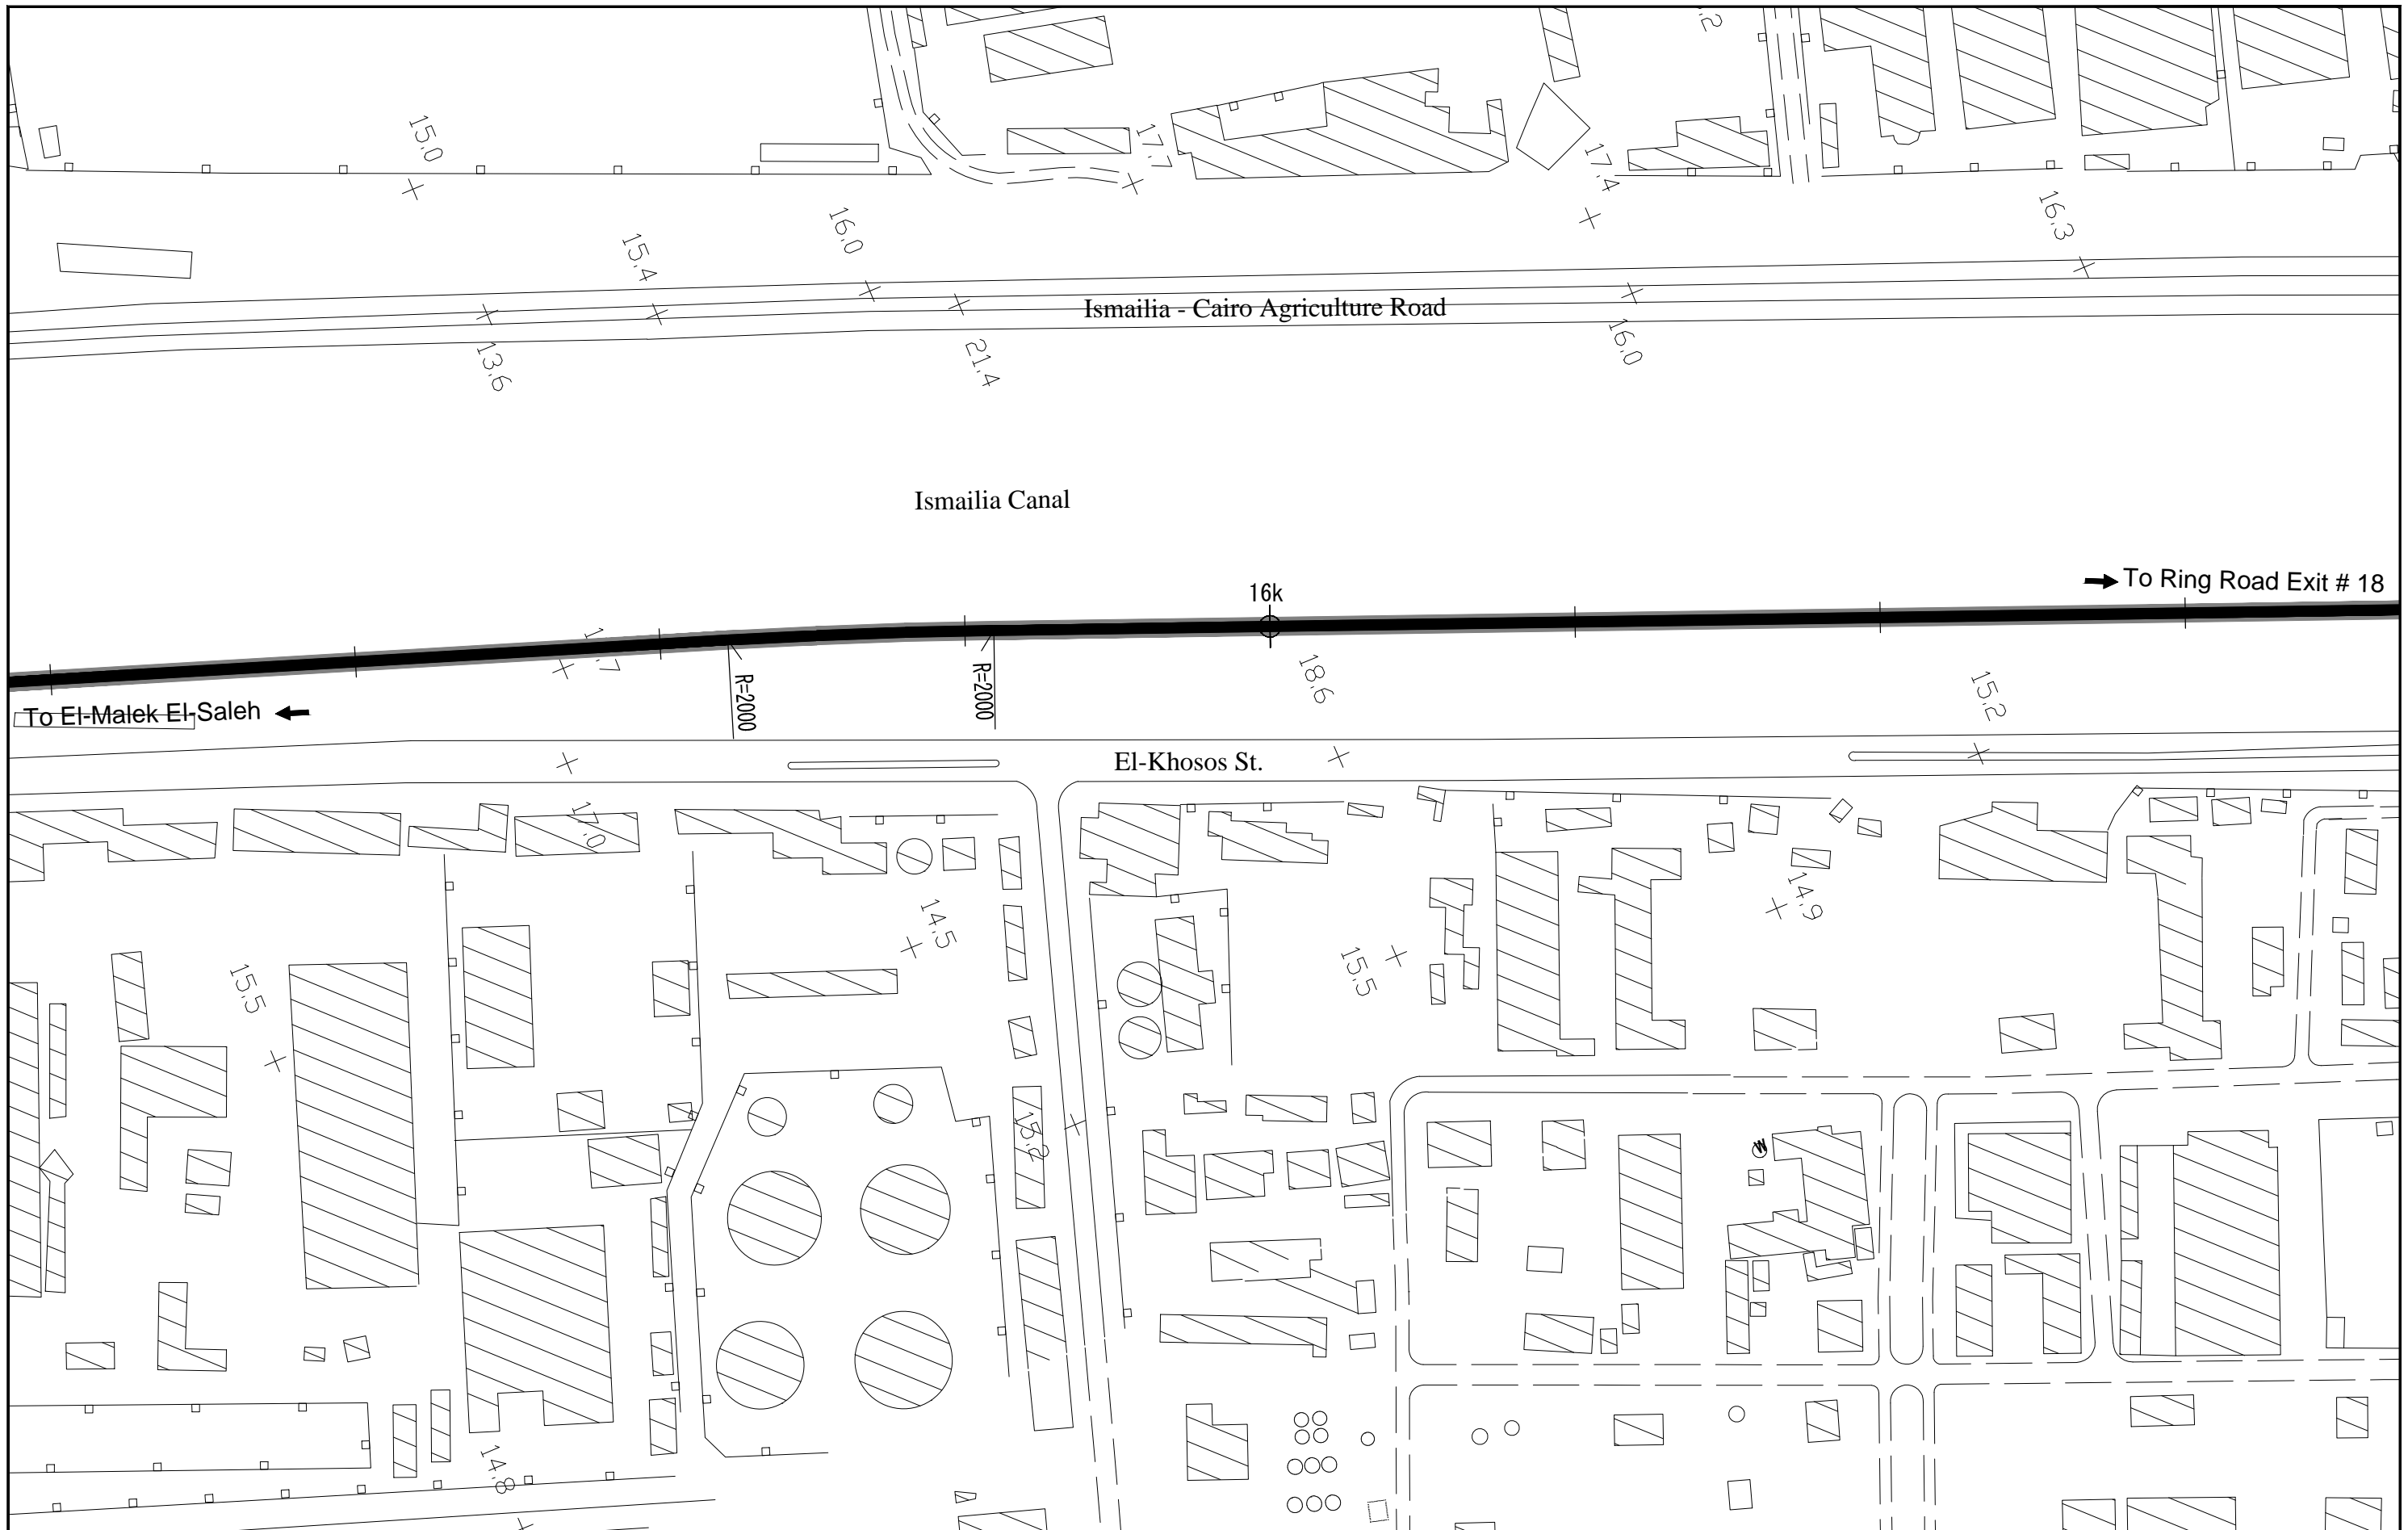 15,0
17,7
17,4
16,3
16,0
15,4
Ismailia - Cairo Agriculture Road
13,6
21,4
16,0
Ismailia Canal
16k
To Ring Road Exit # 18
18,6
R=2000
R=2000
15,2
To El-Malek El-Saleh
El-Khosos St.
17,0
14,5
14,9
15,5
15,5
15,2
W
14,8